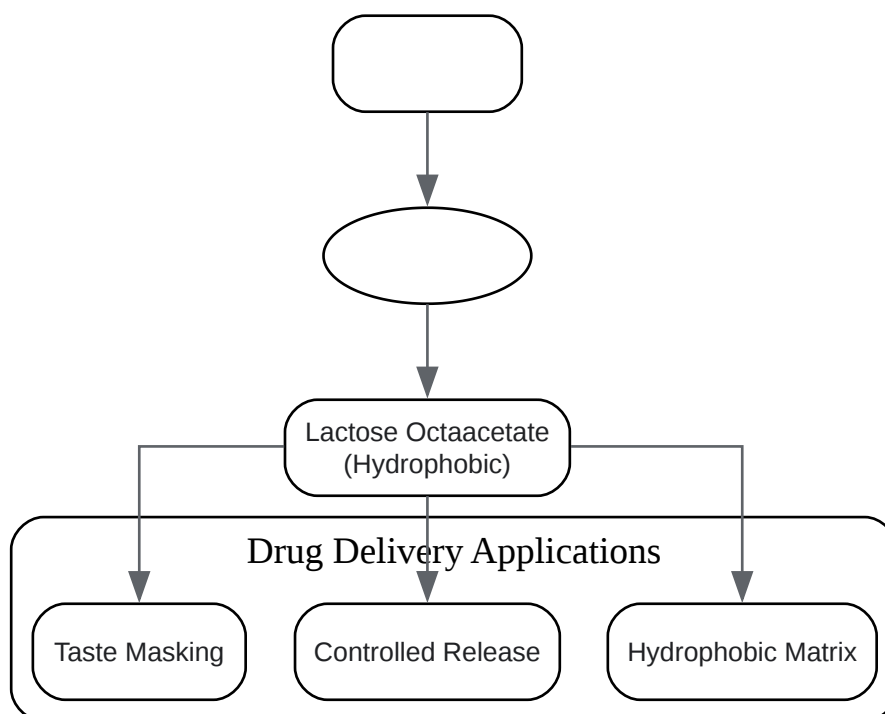 Lactose Octaacetate
(Hydrophobic)
Drug Delivery Applications
Taste Masking
Controlled Release
Hydrophobic Matrix